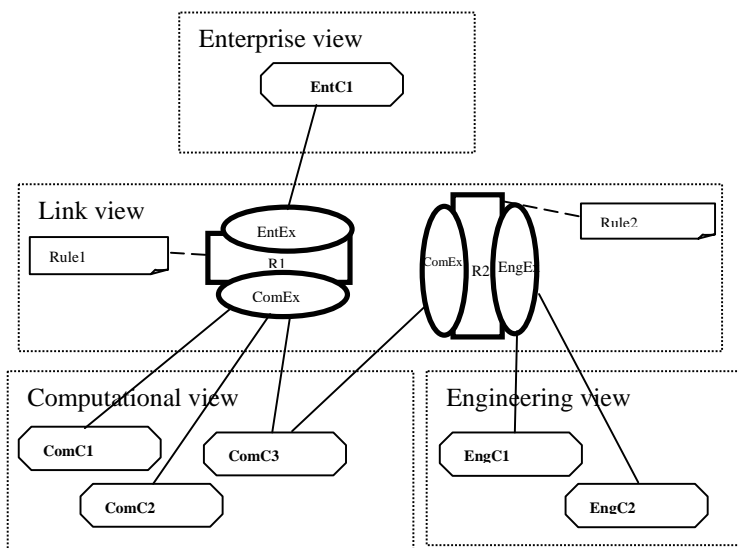 Enterprise view
EntC1
Link view
EntEx
Rule1
R1
ComEx
ComEx
R2
EngEx
Rule2
Computational view
ComC1
ComC2
ComC3
Engineering view
EngC1
EngC2